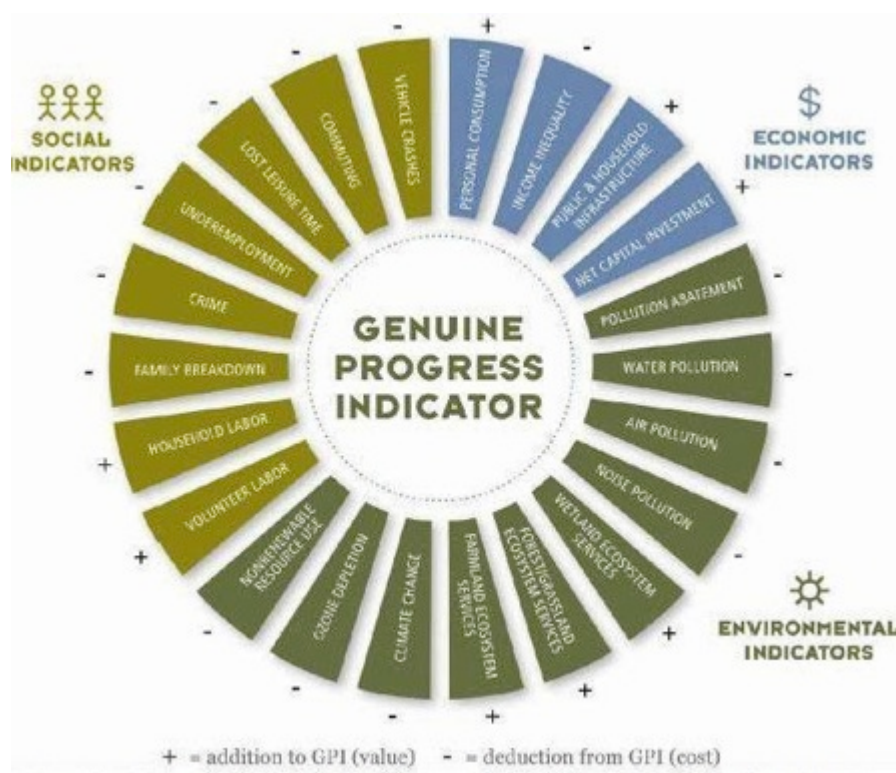 SOCIAL
INDICATORS
$
ECONOMIC
INDICATORS
ENVIRONMENTAL
INDICATORS
GENUINE
PROGRESS
INDICATOR
+
PERSONAL CONSUMPTION
-
INCOME INEQUALITY
+
PUBLIC & HOUSEHOLD
INFRASTRUCTURE
+
NET CAPITAL INVESTMENT
-
POLLUTION ABATEMENT
-
WATER POLLUTION
-
AIR POLLUTION
-
NOISE POLLUTION
+
WETLAND ECOSYSTEM
SERVICES
+
FOREST/GRASSLAND
ECOSYSTEM SERVICES
+
FARMLAND ECOSYSTEM
SERVICES
-
CLIMATE CHANGE
-
OZONE DEPLETION
-
NONRENEWABLE
RESOURCE USE
+
VOLUNTEER LABOR
+
HOUSEHOLD LABOR
-
FAMILY BREAKDOWN
-
CRIME
-
UNDEREMPLOYMENT
-
LOST LEISURE TIME
-
COMMUTING
-
VEHICLE CRASHES
+ = addition to GPI (value) - = deduction from GPI (cost)